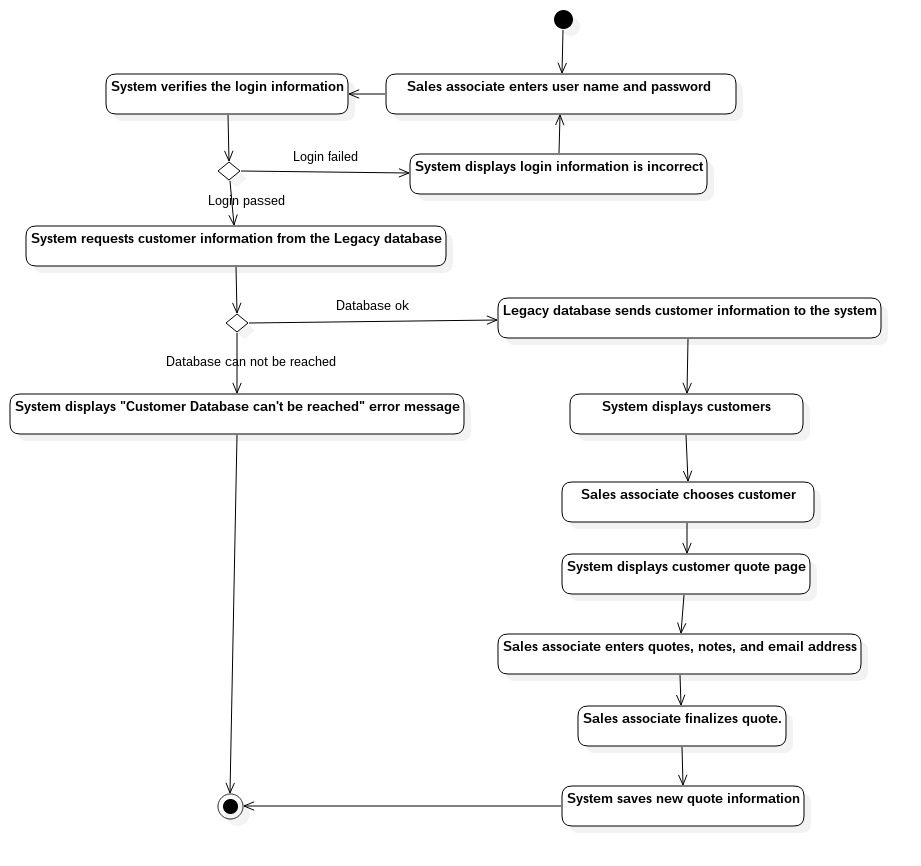 System verifies the login information
Sales associate enters user name and password
Login failed
System displays login information is incorrect
Login passed
System requests customer information from the Legacy database
Database ok
Legacy database sends customer information to the system
Database can not be reached
System displays "Customer Database can't be reached" error message
System displays customers
Sales associate chooses customer
System displays customer quote page
Sales associate enters quotes, notes, and email address
Sales associate finalizes quote.
System saves new quote information